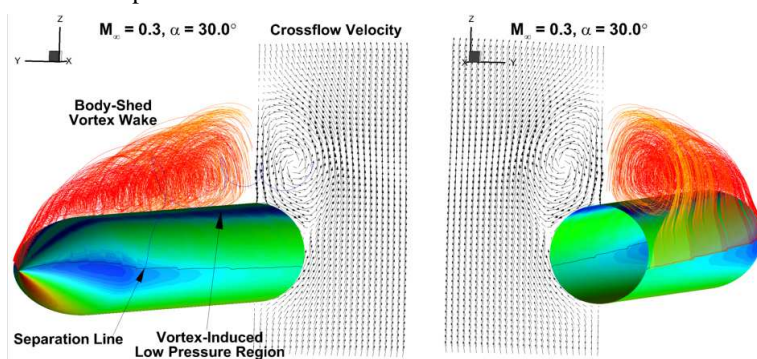 M∞ = 0.3, α = 30.0°
Crossflow Velocity
M∞ = 0.3, α = 30.0°
Z
Y
X
Z
X
Y
Body-Shed
Vortex Wake
Separation Line
Vortex-Induced
Low Pressure Region